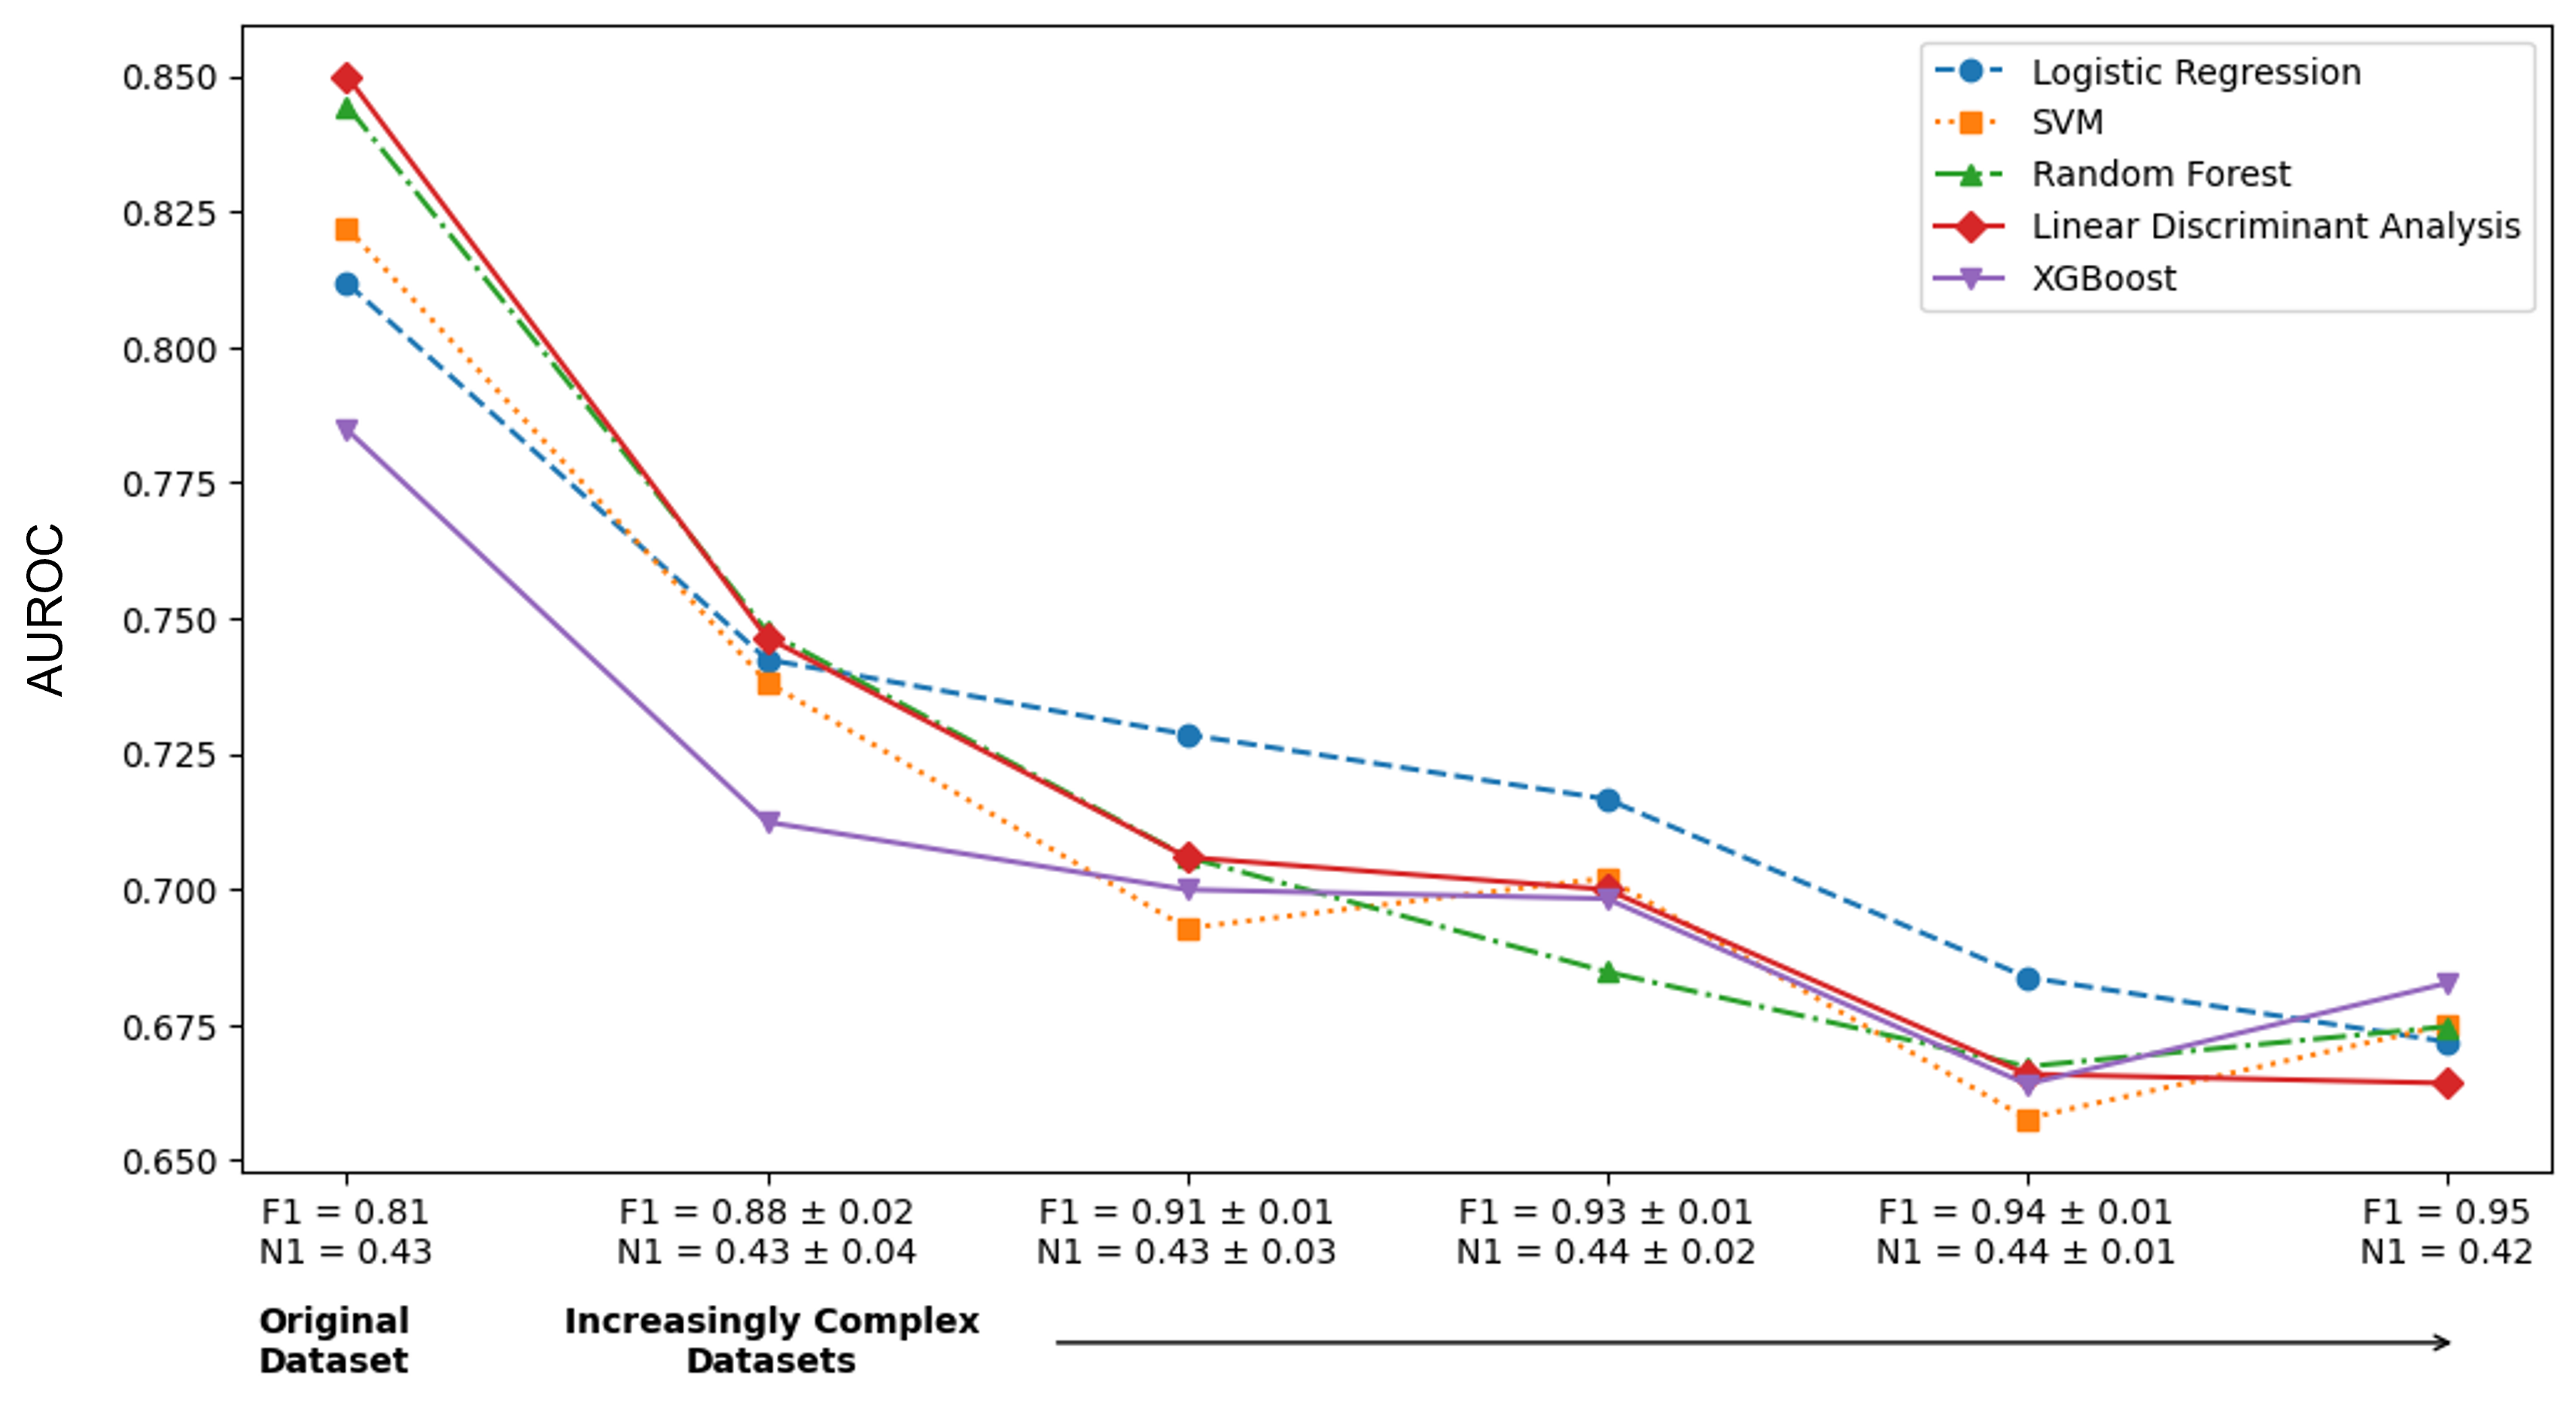 AUROC
0.850
0.825
0.800
0.775
0.750
0.725
0.700
0.675
0.650
Logistic Regression
SVM
Random Forest
Linear Discriminant Analysis
XGBoost
F1 = 0.81
N1 = 0.43
F1 = 0.88 ± 0.02
N1 = 0.43 ± 0.04
F1 = 0.91 ± 0.01
N1 = 0.43 ± 0.03
F1 = 0.93 ± 0.01
N1 = 0.44 ± 0.02
F1 = 0.94 ± 0.01
N1 = 0.44 ± 0.01
F1 = 0.95
N1 = 0.42
Original
Dataset
Increasingly Complex
Datasets